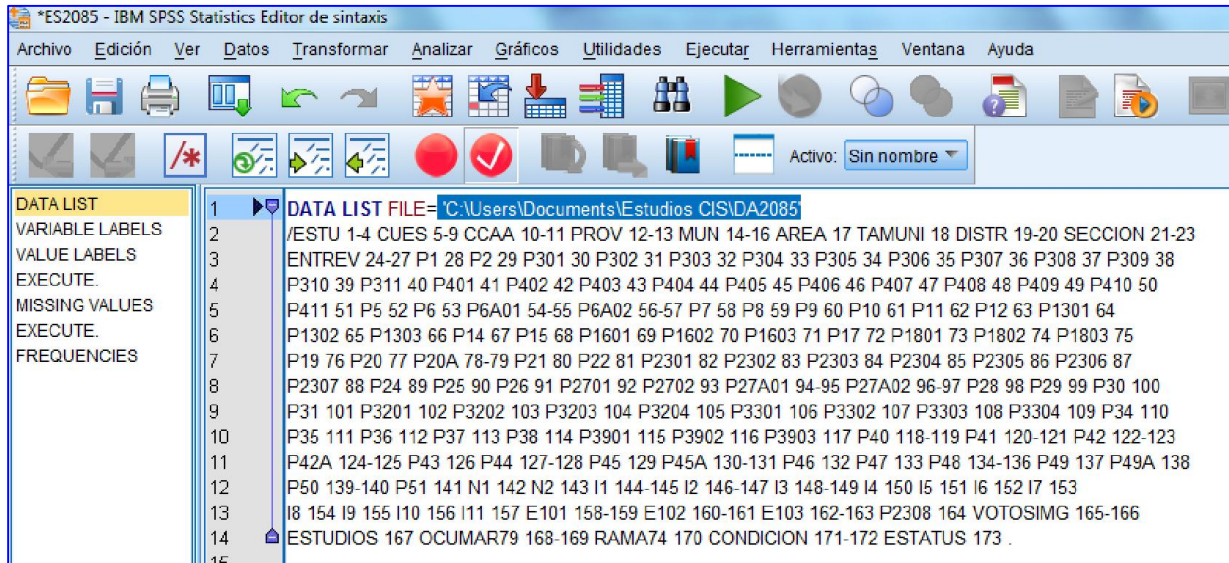 *ES2085 - IBM SPSS Statistics Editor de sintaxis
Archivo Edición Ver Datos Transformar Analizar Gráficos Utilidades Ejecutar Herramientas Ventana Ayuda
/*
Activo: Sin nombre
DATA LIST
VARIABLE LABELS
VALUE LABELS
EXECUTE.
MISSING VALUES
EXECUTE.
FREQUENCIES
1 DATA LIST FILE= 'C:\Users\Documents\Estudios CIS\DA2085'
2 /ESTU 1-4 CUES 5-9 CCAA 10-11 PROV 12-13 MUN 14-16 AREA 17 TAMUNI 18 DISTR 19-20 SECCION 21-23
3 ENTREV 24-27 P1 28 P2 29 P301 30 P302 31 P303 32 P304 33 P305 34 P306 35 P307 36 P308 37 P309 38
4 P310 39 P311 40 P401 41 P402 42 P403 43 P404 44 P405 45 P406 46 P407 47 P408 48 P409 49 P410 50
5 P411 51 P5 52 P6 53 P6A01 54-55 P6A02 56-57 P7 58 P8 59 P9 60 P10 61 P11 62 P12 63 P1301 64
6 P1302 65 P1303 66 P14 67 P15 68 P1601 69 P1602 70 P1603 71 P17 72 P1801 73 P1802 74 P1803 75
7 P19 76 P20 77 P20A 78-79 P21 80 P22 81 P2301 82 P2302 83 P2303 84 P2304 85 P2305 86 P2306 87
8 P2307 88 P24 89 P25 90 P26 91 P2701 92 P2702 93 P27A01 94-95 P27A02 96-97 P28 98 P29 99 P30 100
9 P31 101 P3201 102 P3202 103 P3203 104 P3204 105 P3301 106 P3302 107 P3303 108 P3304 109 P34 110
10 P35 111 P36 112 P37 113 P38 114 P3901 115 P3902 116 P3903 117 P40 118-119 P41 120-121 P42 122-123
11 P42A 124-125 P43 126 P44 127-128 P45 129 P45A 130-131 P46 132 P47 133 P48 134-136 P49 137 P49A 138
12 P50 139-140 P51 141 N1 142 N2 143 I1 144-145 I2 146-147 I3 148-149 I4 150 I5 151 I6 152 I7 153
13 I8 154 I9 155 I10 156 I11 157 E101 158-159 E102 160-161 E103 162-163 P2308 164 VOTOSIMG 165-166
14 ESTUDIOS 167 OCUMAR79 168-169 RAMA74 170 CONDICION 171-172 ESTATUS 173 .